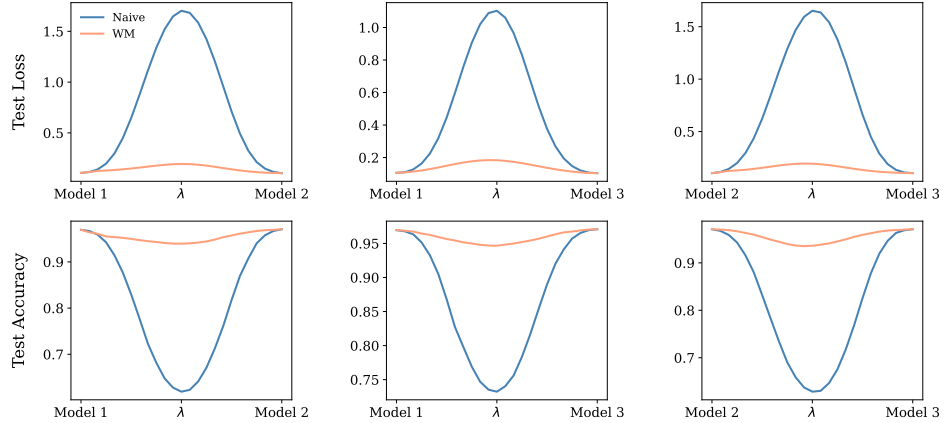 Test Loss
1.5
1.0
0.5
Naive
WM
Model 1 λ Model 2
1.0
0.8
0.6
0.4
0.2
Model 1 λ Model 3
1.5
1.0
0.5
Model 2 λ Model 3
Test Accuracy
0.9
0.8
0.7
Model 1 λ Model 2
0.95
0.90
0.85
0.80
0.75
Model 1 λ Model 3
0.9
0.8
0.7
Model 2 λ Model 3